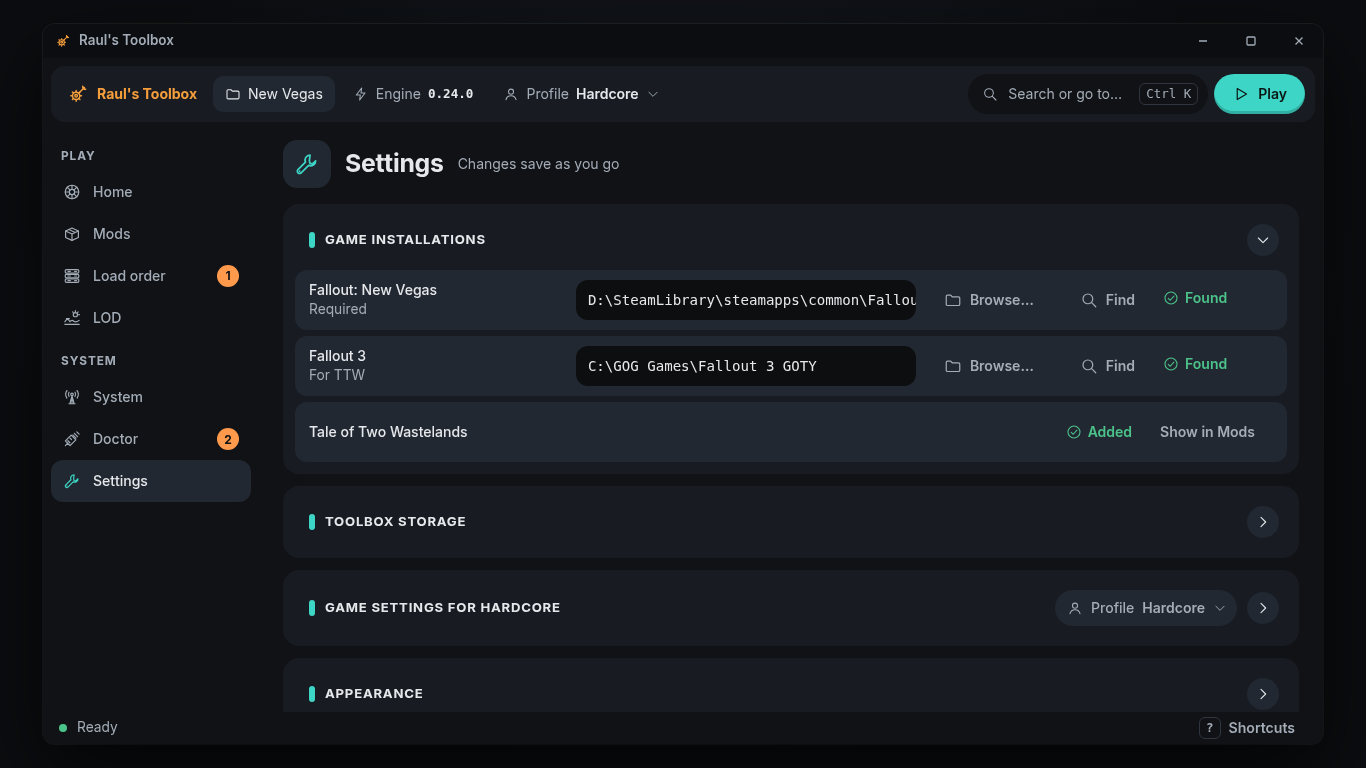 Raul's Toolbox
Raul's Toolbox
New Vegas
Engine 0.24.0
Profile Hardcore
Search or go to...
Ctrl K
Play
PLAY
Home
Mods
Load order
1
LOD
SYSTEM
System
Doctor
2
Settings
Settings
Changes save as you go
GAME INSTALLATIONS
Fallout: New Vegas
Required
D:\SteamLibrary\steamapps\common\Fallou
Browse...
Find
Found
Fallout 3
For TTW
C:\GOG Games\Fallout 3 GOTY
Browse...
Find
Found
Tale of Two Wastelands
Added
Show in Mods
TOOLBOX STORAGE
GAME SETTINGS FOR HARDCORE
Profile Hardcore
APPEARANCE
Ready
? Shortcuts